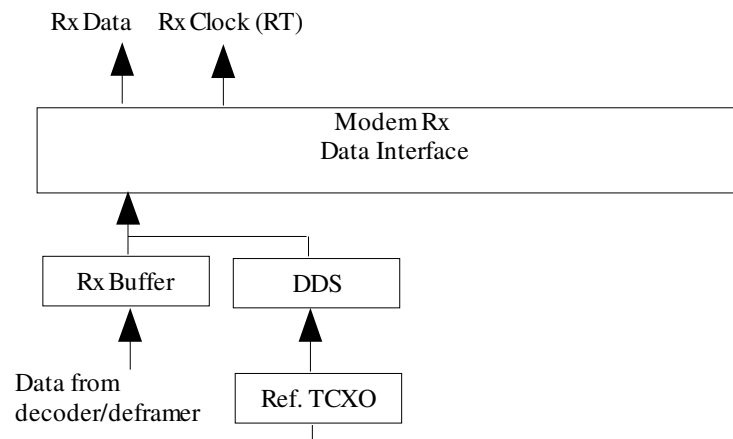 Rx Data
Rx Clock (RT)
Modem Rx
Data Interface
Rx Buffer
DDS
Data from
decoder/deframer
Ref. TCXO